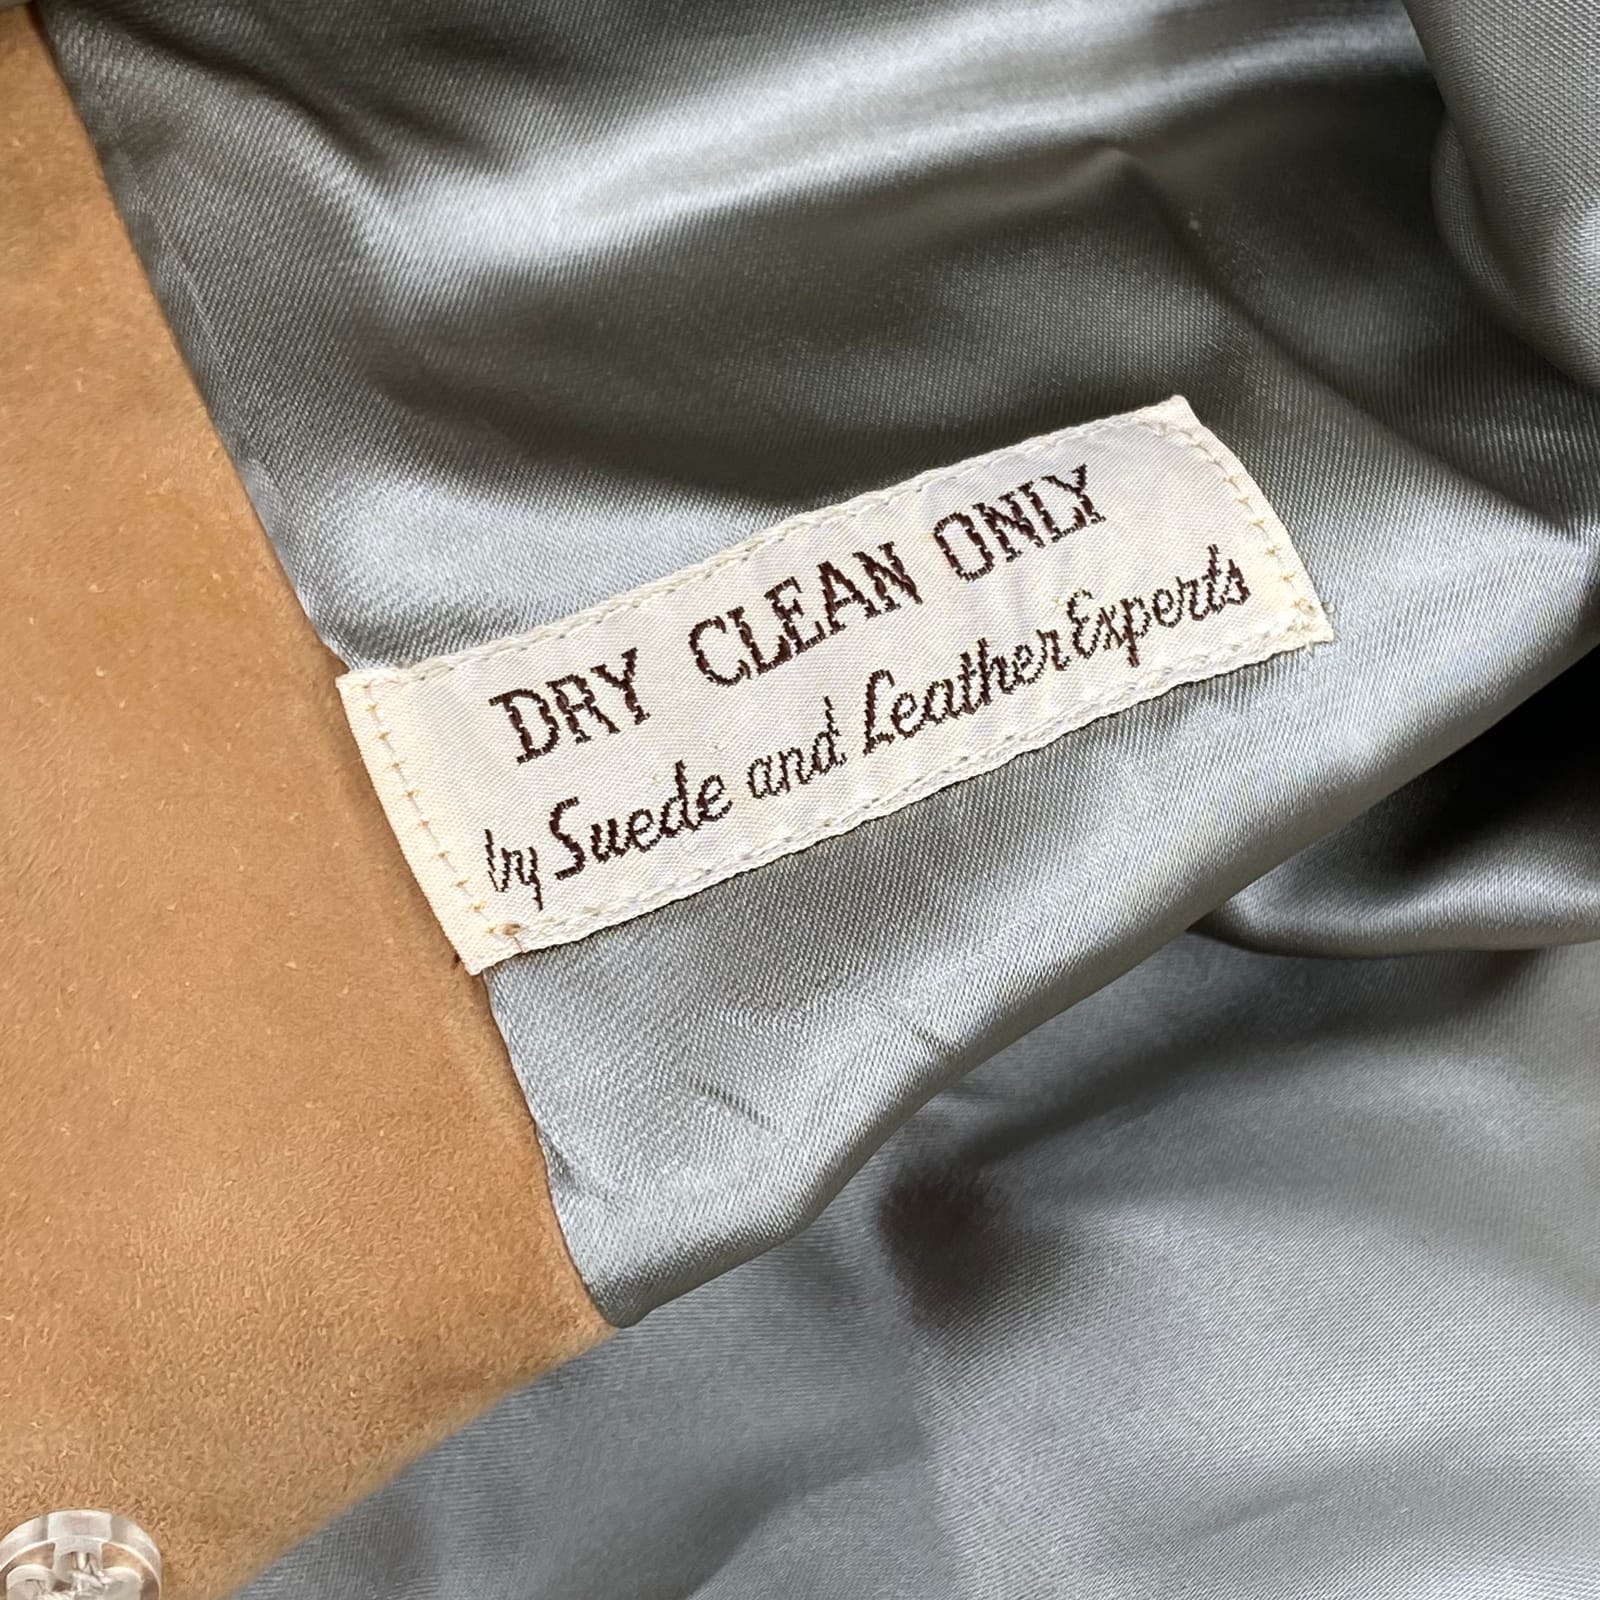 DRY CLEAN ONLY
by Suede and Leather Experts